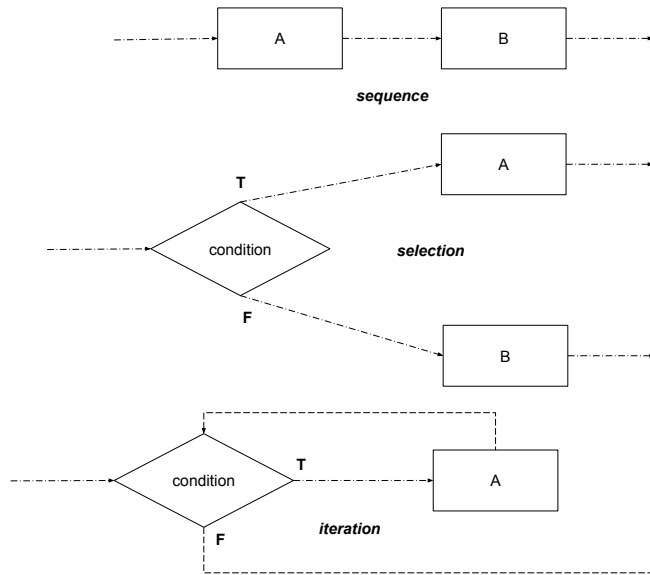 A
B
sequence
T
A
condition
selection
F
B
condition
T
A
F
iteration